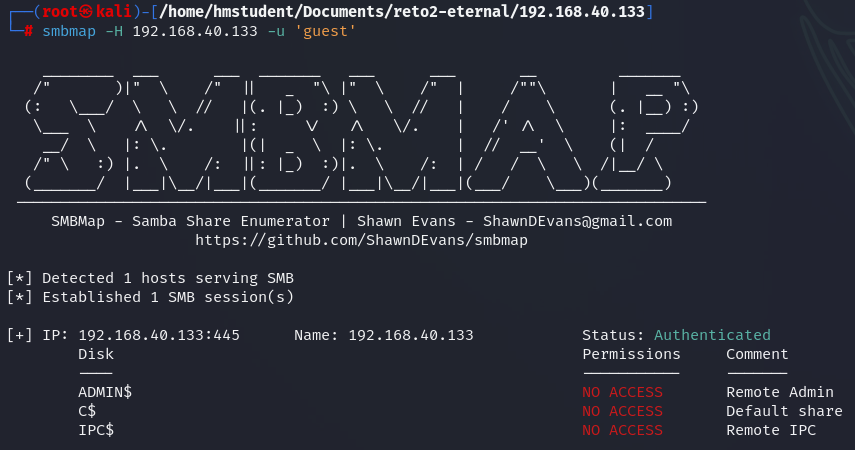 ┌──(root㉿kali)-[/home/hmstudent/Documents/reto2-eternal/192.168.40.133]
└─# smbmap -H 192.168.40.133 -u 'guest'
SMBMAP
SMBMap - Samba Share Enumerator | Shawn Evans - ShawnDEvans@gmail.com
https://github.com/ShawnDEvans/smbmap
[*] Detected 1 hosts serving SMB
[*] Established 1 SMB session(s)
[+] IP: 192.168.40.133:445 Name: 192.168.40.133 Status: Authenticated
Disk Permissions Comment
---- ----------- -------
ADMIN$ NO ACCESS Remote Admin
C$ NO ACCESS Default share
IPC$ NO ACCESS Remote IPC